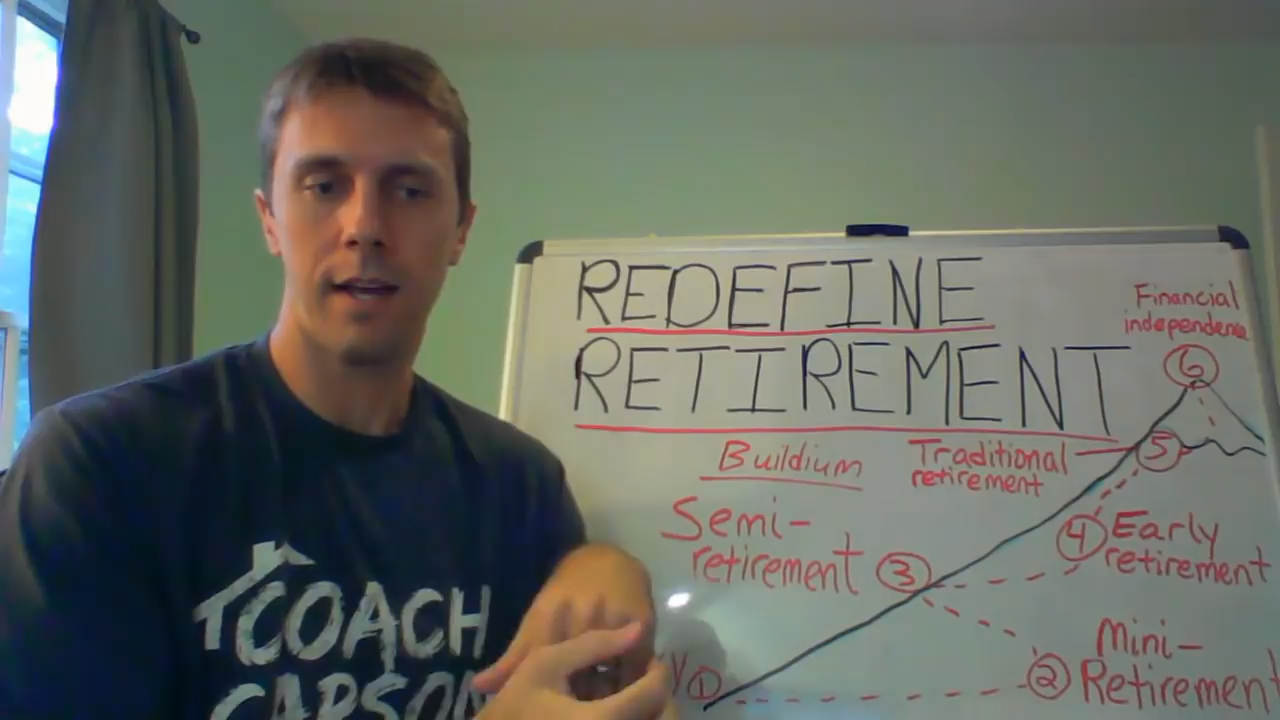 REDEFINE
RETIREMENT
Financial
independence
6
Buildium
Traditional
retirement
5
Semi-
retirement
3
4
Early
retirement
Mini-
Retirement
2
1
COACH
CARSON